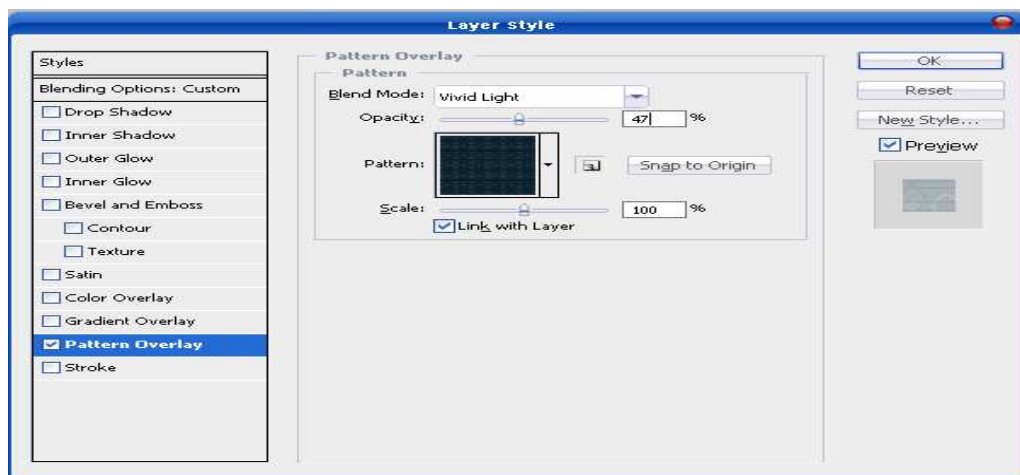 Layer Style
Styles
Blending Options: Custom
Drop Shadow
Inner Shadow
Outer Glow
Inner Glow
Bevel and Emboss
Contour
Texture
Satin
Color Overlay
Gradient Overlay
Pattern Overlay
Stroke
Pattern Overlay
Pattern
Blend Mode: Vivid Light
Opacity: 47 %
Pattern: Snap to Origin
Scale: 100 %
Link with Layer
OK
Reset
New Style...
Preview